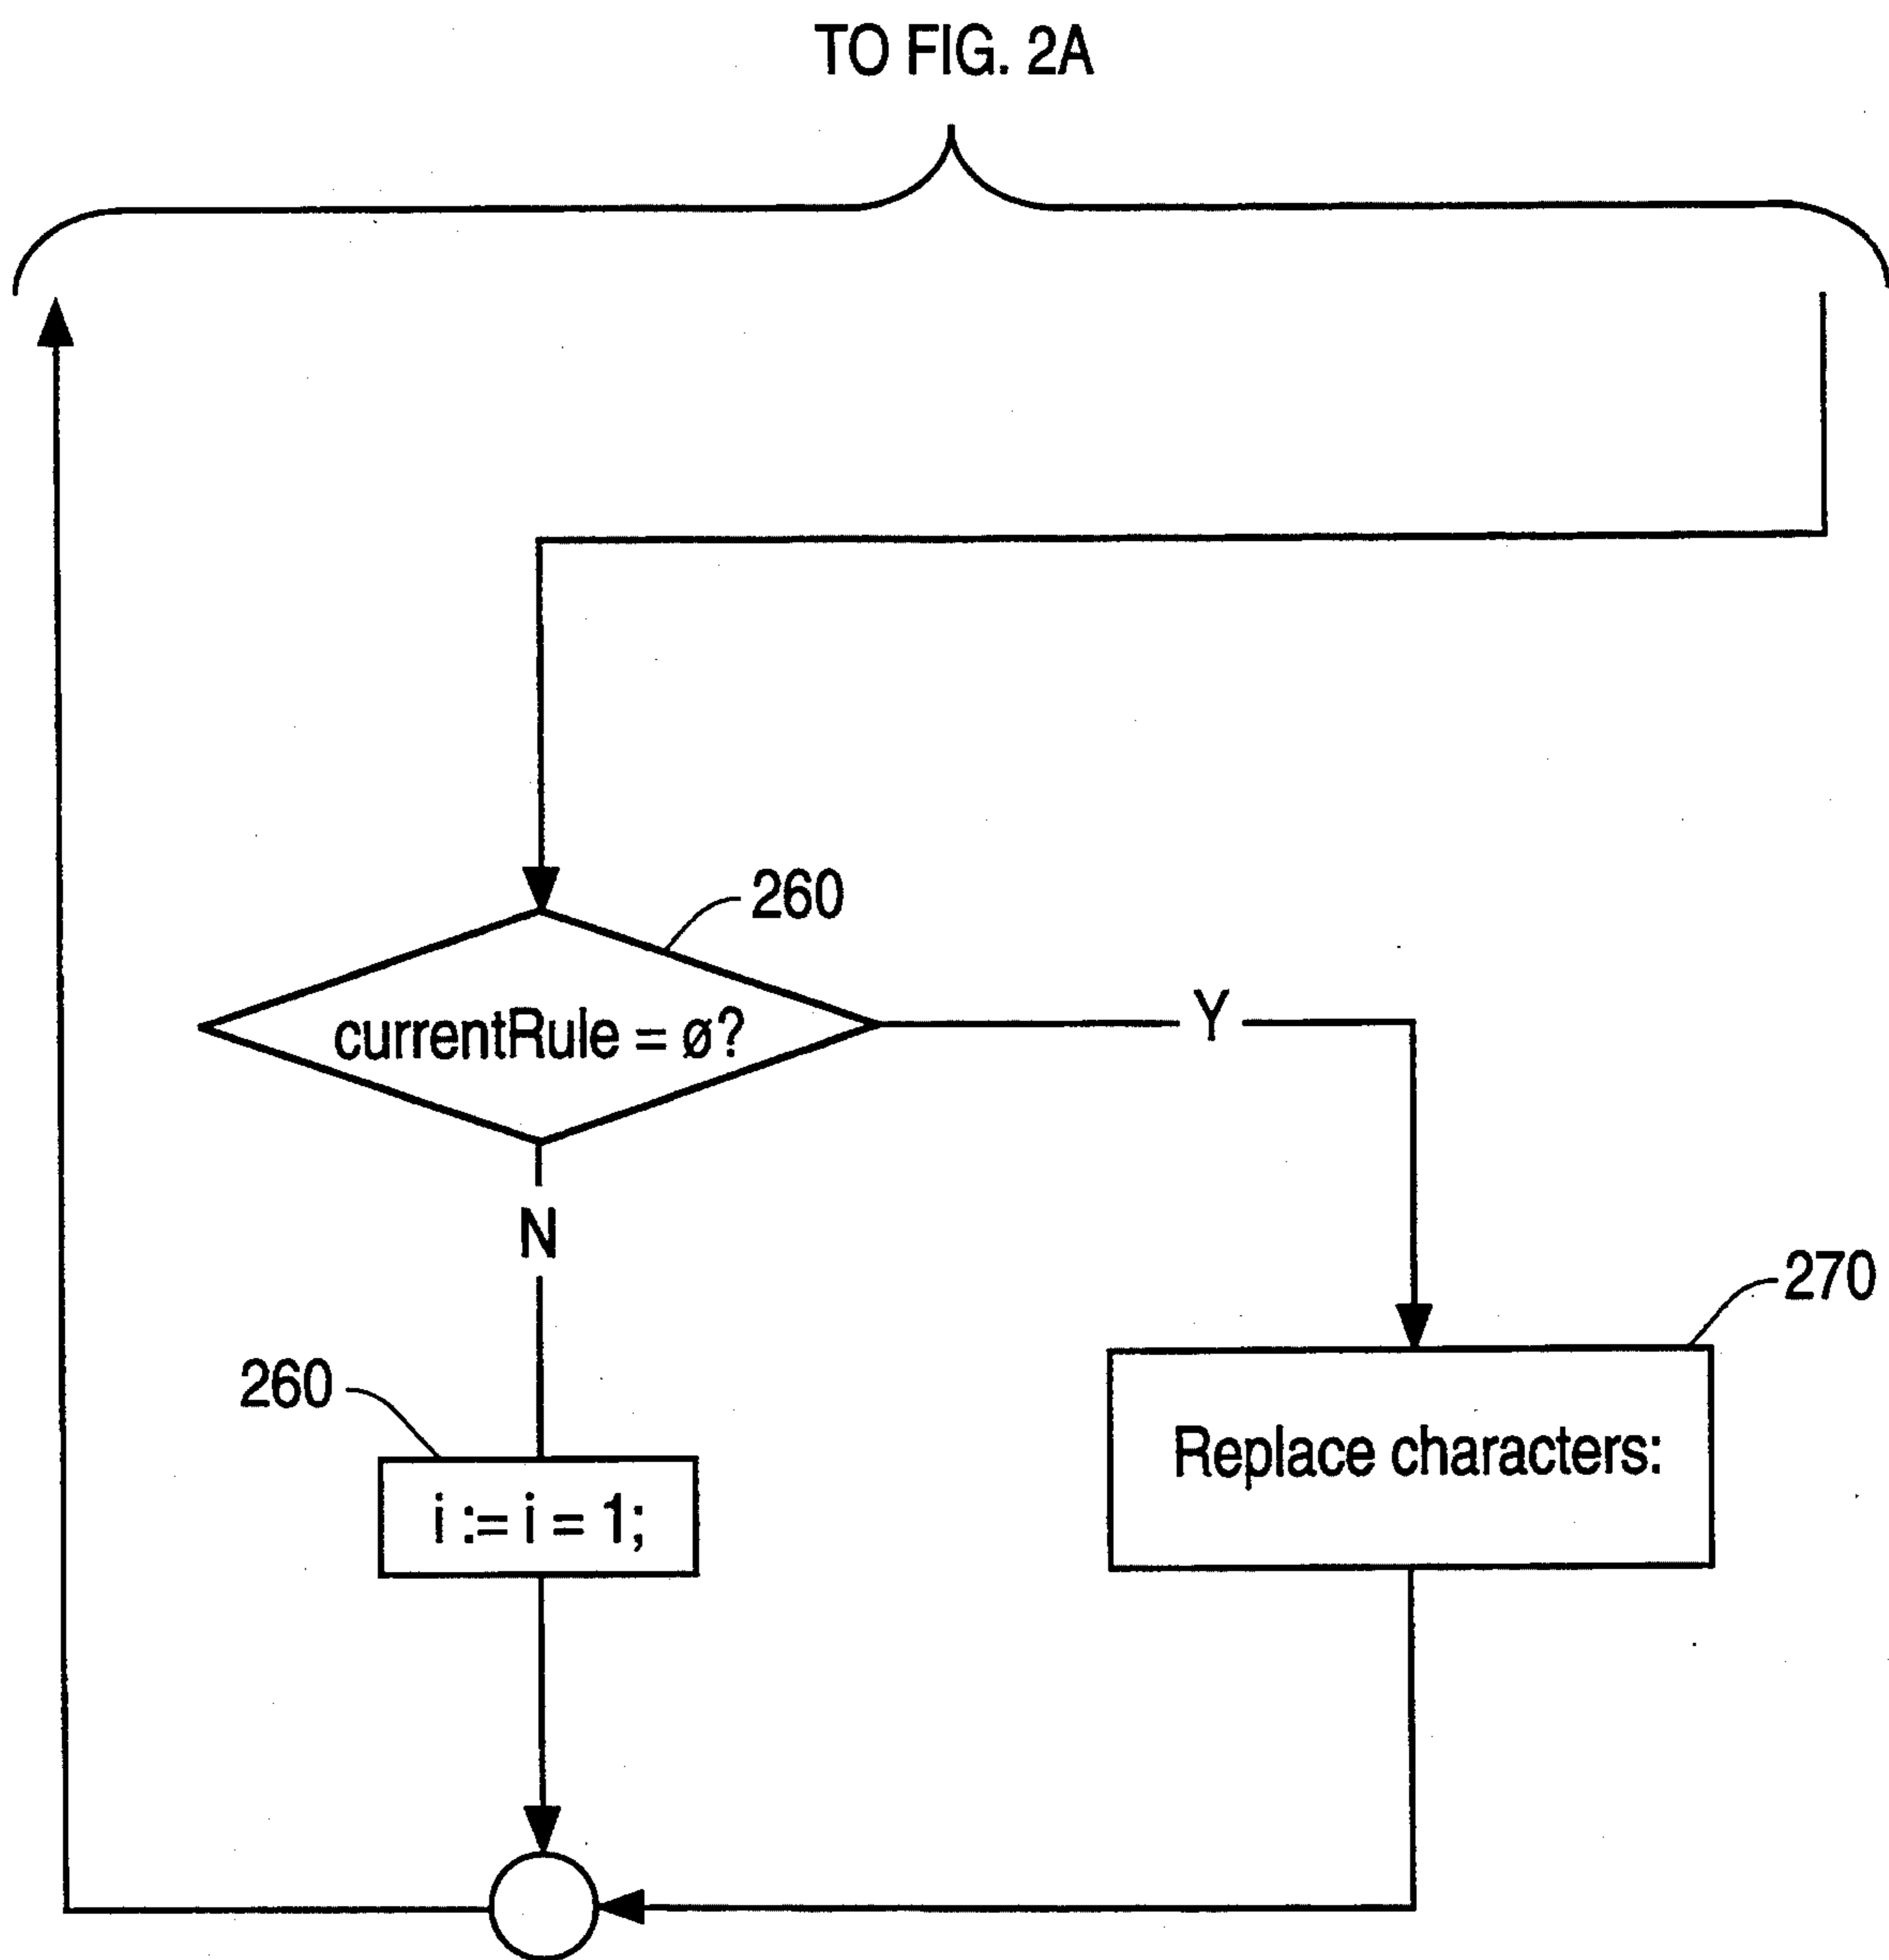 TO FIG. 2A
260
currentRule = ø?
Y
N
270
260
Replace characters:
i := i = 1;